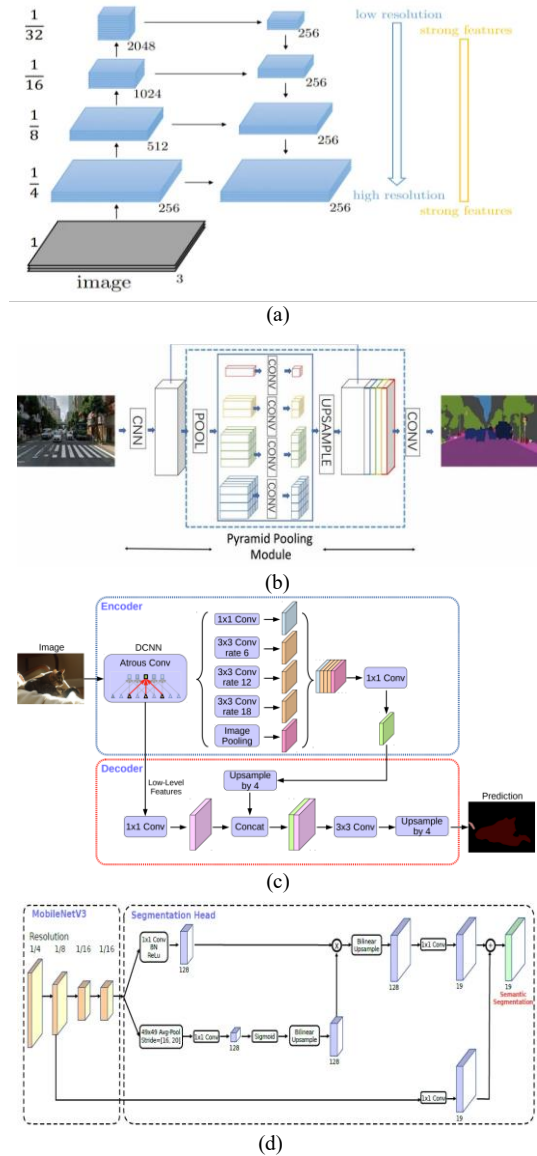 1/32
2048
256
low resolution
strong features
1/16
1024
256
1/8
512
256
1/4
256
256
high resolution
strong features
1
image
3
(a)
CNN
POOL
CONV
CONV
CONV
CONV
UPSAMPLE
CONV
Pyramid Pooling
Module
(b)
Encoder
Image
DCNN
Atrous Conv
1x1 Conv
3x3 Conv
rate 6
3x3 Conv
rate 12
3x3 Conv
rate 18
Image
Pooling
1x1 Conv
Decoder
Low-Level
Features
Upsample
by 4
1x1 Conv
Concat
3x3 Conv
Upsample
by 4
Prediction
(c)
MobileNetV3
Segmentation Head
Resolution
1/4 1/8 1/16 1/16
1x1 Conv
BN
ReLu
128
X
Bilinear
Upsample
128
1x1 Conv
19
+
19
Semantic
Segmentation
49x49 Avg-Pool
Stride=[16, 20]
1x1 Conv
128
Sigmoid
Bilinear
Upsample
128
1x1 Conv
19
(d)